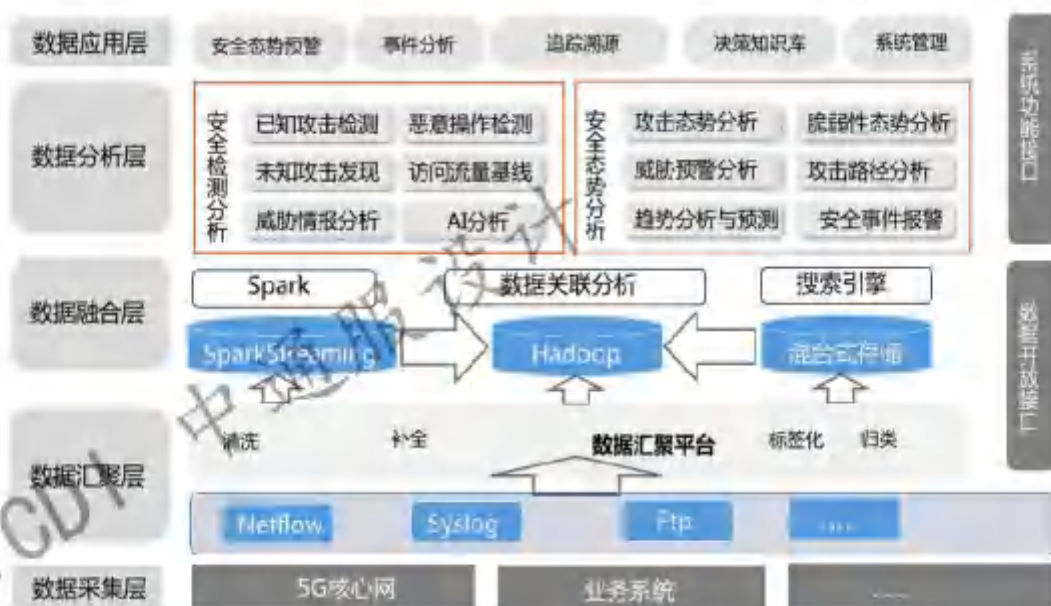 数据应用层
安全态势预警
事件分析
追踪溯源
决策知识库
系统管理
系统功能接口
数据分析层
安全检测分析
已知攻击检测
恶意操作检测
未知攻击发现
访问流量基线
威胁情报分析
AI分析
安全态势分析
攻击态势分析
脆弱性态势分析
威胁预警分析
攻击路径分析
趋势分析与预测
安全事件报警
数据融合层
Spark
数据关联分析
搜索引擎
SparkStreaming
Hadoop
混合式存储
数据开放接口
数据汇聚层
清洗
补全
数据汇聚平台
标签化
归类
Netflow
Syslog
Ftp
……
数据采集层
5G核心网
业务系统
……
CDI 中通服设计